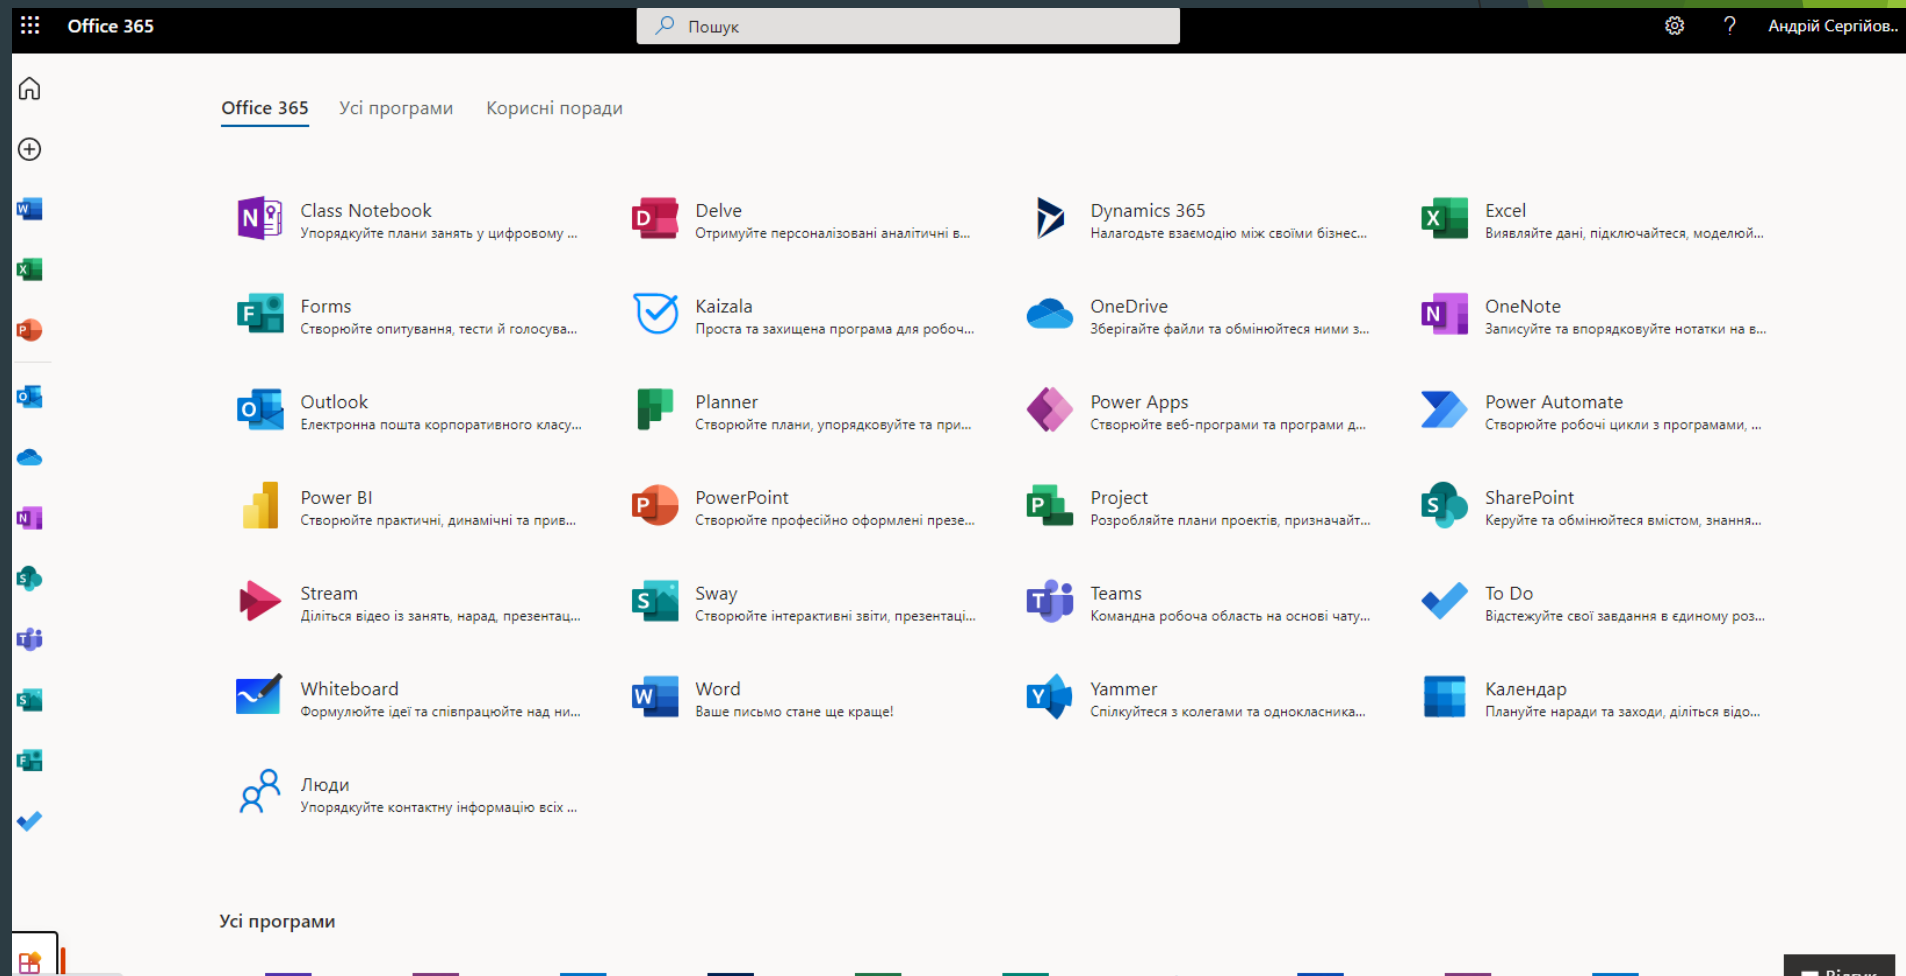 Office 365
Пошук
?
Андрій Сергійов..
Office 365 Усі програми Корисні поради
Class Notebook
Упорядкуйте плани занять у цифровому ...
Delve
Отримуйте персоналізовані аналітичні в...
Dynamics 365
Налагодьте взаємодію між своїми бізнес...
Excel
Виявляйте дані, підключайтеся, моделюй...
Forms
Створюйте опитування, тести й голосува...
Kaizala
Проста та захищена програма для робоч...
OneDrive
Зберігайте файли та обмінюйтеся ними з...
OneNote
Записуйте та впорядковуйте нотатки на в...
Outlook
Електронна пошта корпоративного класу...
Planner
Створюйте плани, упорядковуйте та при...
Power Apps
Створюйте веб-програми та програми д...
Power Automate
Створюйте робочі цикли з програмами, ...
Power BI
Створюйте практичні, динамічні та прив...
PowerPoint
Створюйте професійно оформлені презе...
Project
Розробляйте плани проектів, призначайт...
SharePoint
Керуйте та обмінюйтеся вмістом, знання...
Stream
Діліться відео із занять, нарад, презентац...
Sway
Створюйте інтерактивні звіти, презентаці...
Teams
Командна робоча область на основі чату...
To Do
Відстежуйте свої завдання в єдиному роз...
Whiteboard
Формулюйте ідеї та співпрацюйте над ни...
Word
Ваше письмо стане ще краще!
Yammer
Спілкуйтеся з колегами та однокласника...
Календар
Плануйте наради та заходи, діліться відо...
Люди
Упорядкуйте контактну інформацію всіх ...
Усі програми
Відгук